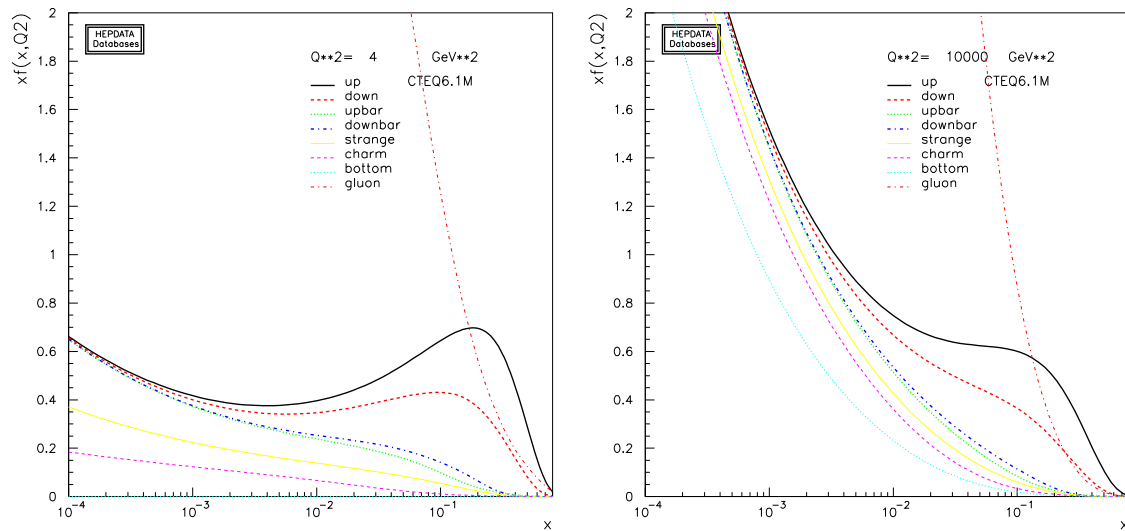 xf(x,Q2)
2
1.8
1.6
1.4
1.2
1
0.8
0.6
0.4
0.2
0
HEPDATA
Databases
Q**2= 4 GeV**2
CTEQ6.1M
up
down
upbar
downbar
strange
charm
bottom
gluon
10⁻⁴ 10⁻³ 10⁻² 10⁻¹
x
xf(x,Q2)
2
1.8
1.6
1.4
1.2
1
0.8
0.6
0.4
0.2
0
HEPDATA
Databases
Q**2= 10000 GeV**2
CTEQ6.1M
up
down
upbar
downbar
strange
charm
bottom
gluon
10⁻⁴ 10⁻³ 10⁻² 10⁻¹
x